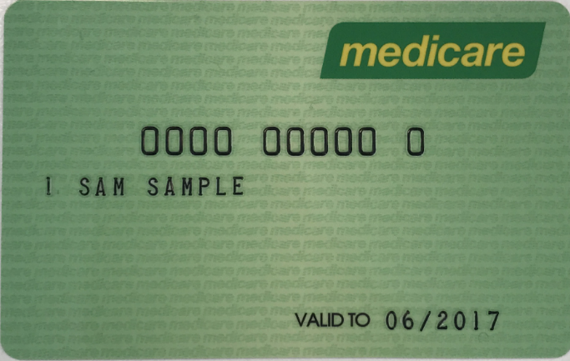 medicare
0000 00000 0
1 SAM SAMPLE
VALID TO 06/2017